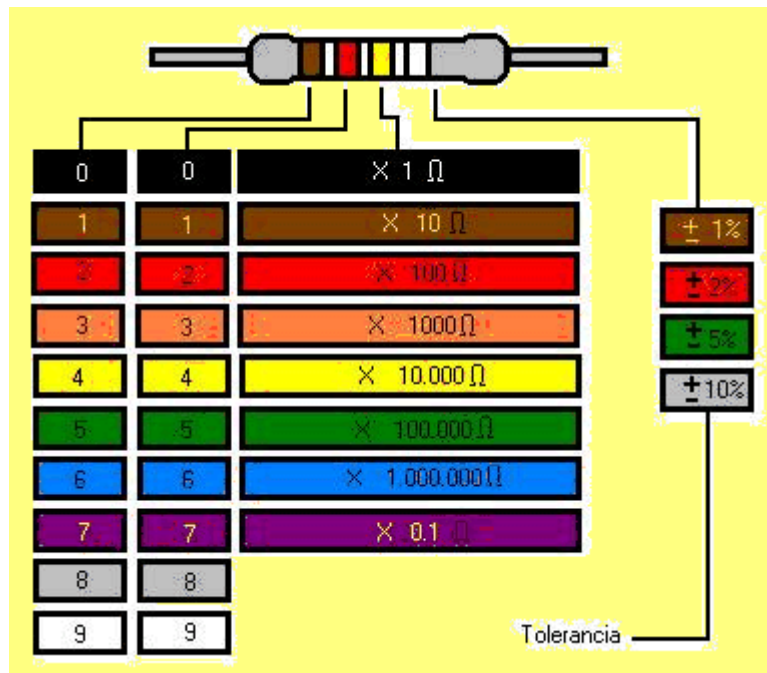 0 0 X 1 Ω
1 1 X 10 Ω ± 1%
2 2 X 100 Ω ± 2%
3 3 X 1000 Ω ± 5%
4 4 X 10.000 Ω ± 10%
5 5 X 100.000 Ω
6 6 X 1.000.000 Ω
7 7 X 0.1 Ω
8 8
9 9
Tolerancia